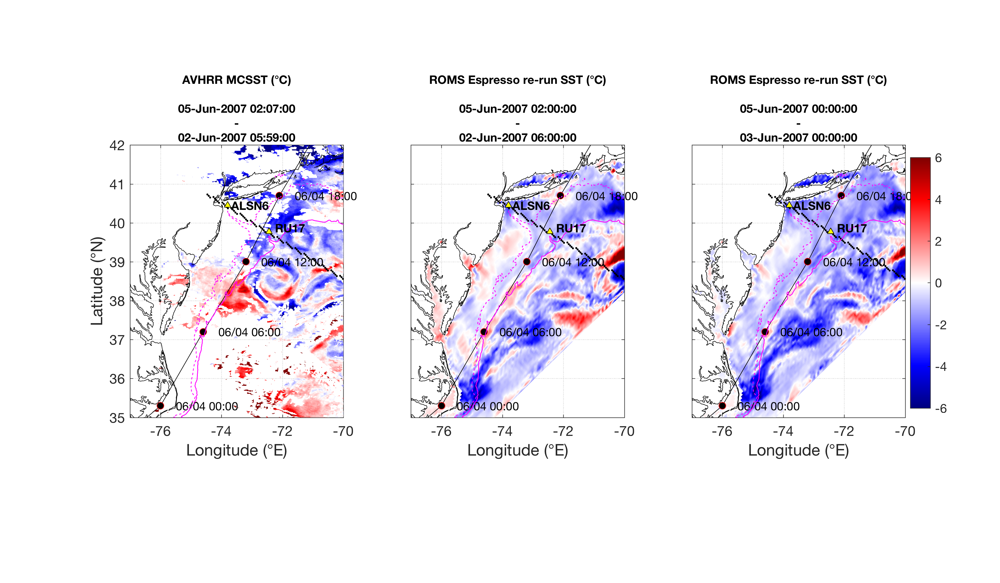 AVHRR MCSST (°C)
05-Jun-2007 02:07:00
-
02-Jun-2007 05:59:00
42
41
40
39
38
37
36
35
Latitude (°N)
-76
-74
-72
-70
Longitude (°E)
06/04 18:00
ALSN6
RU17
06/04 12:00
06/04 06:00
06/04 00:00
ROMS Espresso re-run SST (°C)
05-Jun-2007 02:00:00
-
02-Jun-2007 06:00:00
06/04 18:00
ALSN6
RU17
06/04 12:00
06/04 06:00
06/04 00:00
-76
-74
-72
-70
Longitude (°E)
ROMS Espresso re-run SST (°C)
05-Jun-2007 00:00:00
-
03-Jun-2007 00:00:00
06/04 18:0
ALSN6
RU17
06/04 12:00
06/04 06:00
06/04 00:00
-76
-74
-72
-70
Longitude (°E)
6
4
2
0
-2
-4
-6